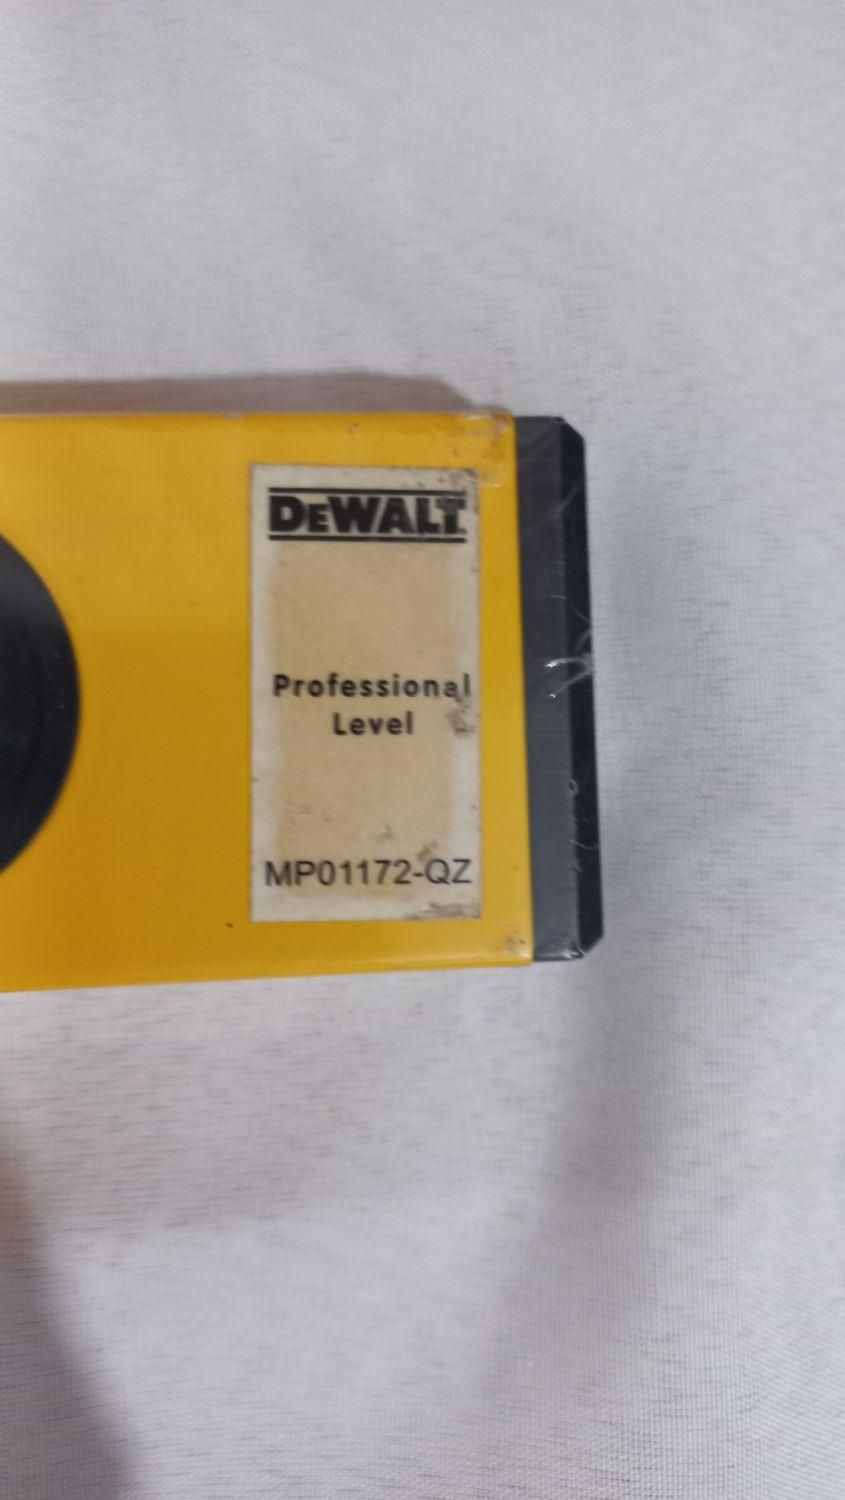 DEWALT
Professional
Level
MP01172-QZ